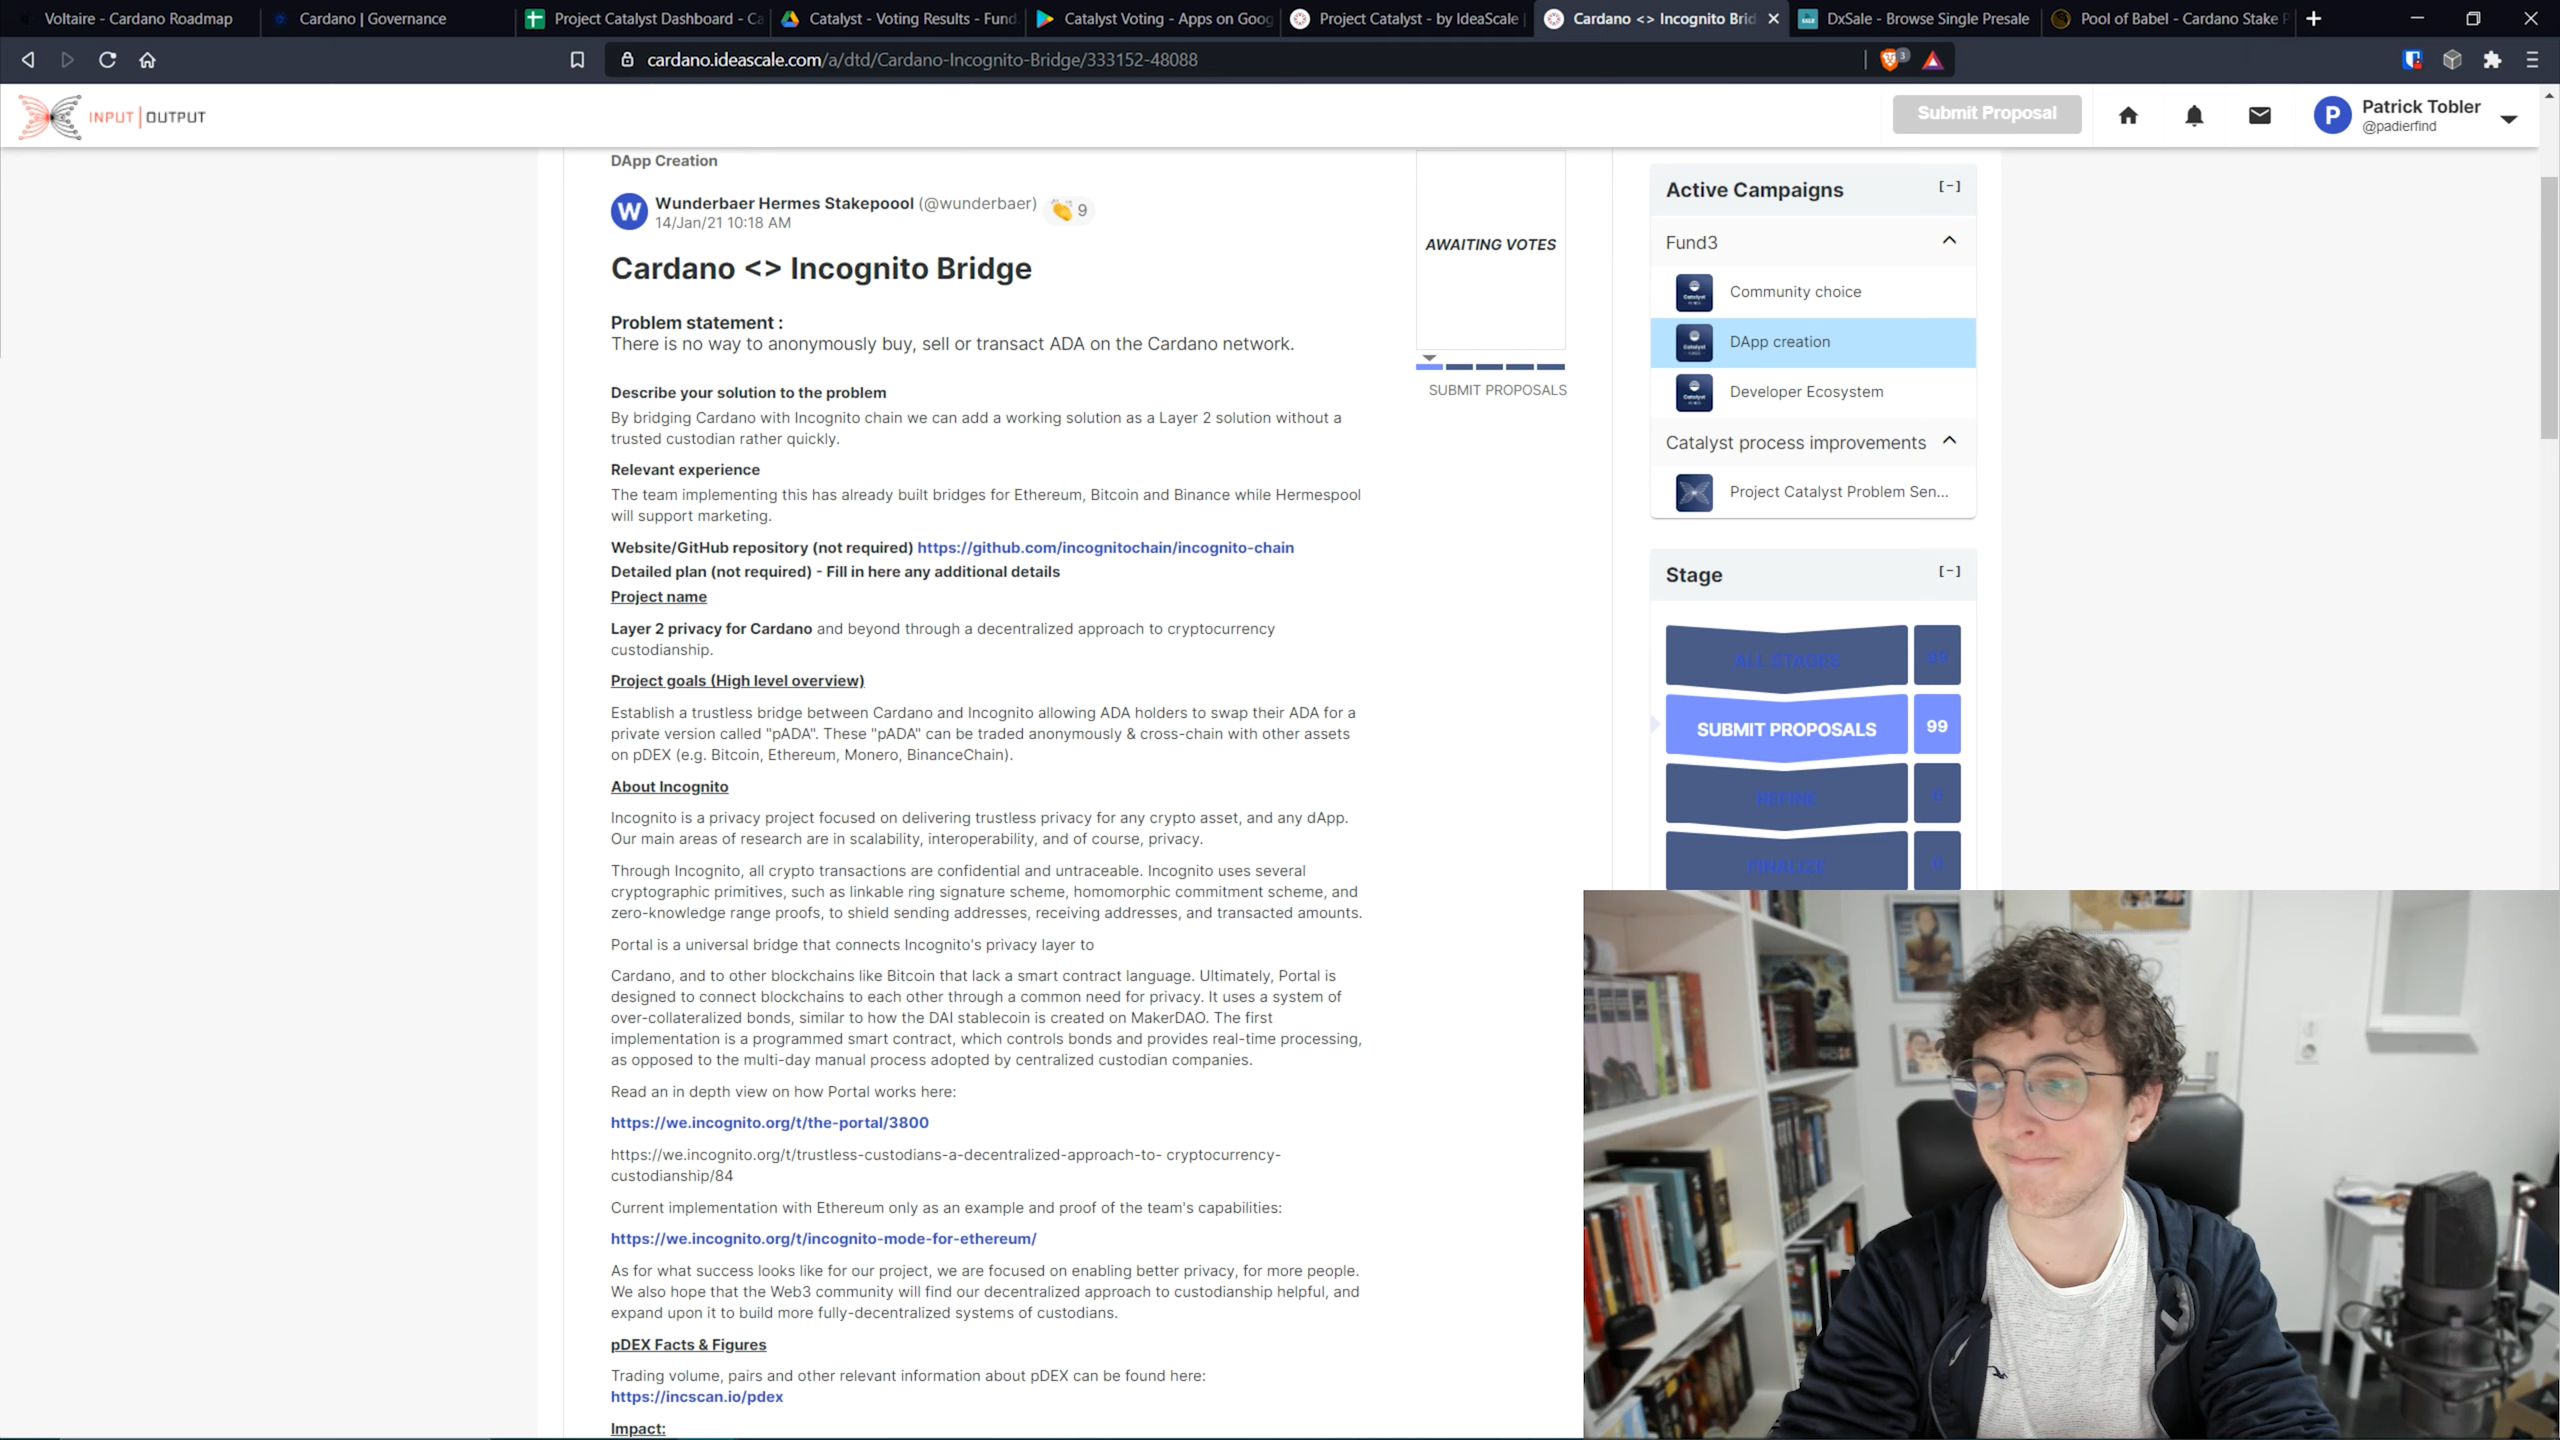 Voltaire - Cardano Roadmap
Cardano | Governance
Project Catalyst Dashboard - Ca
Catalyst - Voting Results - Fund
Catalyst Voting - Apps on Goog
Project Catalyst - by IdeaScale
Cardano <> Incognito Brid
DxSale - Browse Single Presale
Pool of Babel - Cardano Stake P
cardano.ideascale.com/a/dtd/Cardano-Incognito-Bridge/333152-48088
3
INPUT | OUTPUT
Submit Proposal
P
Patrick Tobler
@padierfind
DApp Creation
W
Wunderbaer Hermes Stakepoool (@wunderbaer)
9
14/Jan/21 10:18 AM
Cardano <> Incognito Bridge
Problem statement :
There is no way to anonymously buy, sell or transact ADA on the Cardano network.
Describe your solution to the problem
By bridging Cardano with Incognito chain we can add a working solution as a Layer 2 solution without a
trusted custodian rather quickly.
Relevant experience
The team implementing this has already built bridges for Ethereum, Bitcoin and Binance while Hermespool
will support marketing.
Website/GitHub repository (not required) https://github.com/incognitochain/incognito-chain
Detailed plan (not required) - Fill in here any additional details
Project name
Layer 2 privacy for Cardano and beyond through a decentralized approach to cryptocurrency
custodianship.
Project goals (High level overview)
Establish a trustless bridge between Cardano and Incognito allowing ADA holders to swap their ADA for a
private version called "pADA". These "pADA" can be traded anonymously & cross-chain with other assets
on pDEX (e.g. Bitcoin, Ethereum, Monero, BinanceChain).
About Incognito
Incognito is a privacy project focused on delivering trustless privacy for any crypto asset, and any dApp.
Our main areas of research are in scalability, interoperability, and of course, privacy.
Through Incognito, all crypto transactions are confidential and untraceable. Incognito uses several
cryptographic primitives, such as linkable ring signature scheme, homomorphic commitment scheme, and
zero-knowledge range proofs, to shield sending addresses, receiving addresses, and transacted amounts.
Portal is a universal bridge that connects Incognito's privacy layer to
Cardano, and to other blockchains like Bitcoin that lack a smart contract language. Ultimately, Portal is
designed to connect blockchains to each other through a common need for privacy. It uses a system of
over-collateralized bonds, similar to how the DAI stablecoin is created on MakerDAO. The first
implementation is a programmed smart contract, which controls bonds and provides real-time processing,
as opposed to the multi-day manual process adopted by centralized custodian companies.
Read an in depth view on how Portal works here:
https://we.incognito.org/t/the-portal/3800
https://we.incognito.org/t/trustless-custodians-a-decentralized-approach-to- cryptocurrency-
custodianship/84
Current implementation with Ethereum only as an example and proof of the team's capabilities:
https://we.incognito.org/t/incognito-mode-for-ethereum/
As for what success looks like for our project, we are focused on enabling better privacy, for more people.
We also hope that the Web3 community will find our decentralized approach to custodianship helpful, and
expand upon it to build more fully-decentralized systems of custodians.
pDEX Facts & Figures
Trading volume, pairs and other relevant information about pDEX can be found here:
https://incscan.io/pdex
Impact:
AWAITING VOTES
SUBMIT PROPOSALS
Active Campaigns
[-]
Fund3
Community choice
DApp creation
Developer Ecosystem
Catalyst process improvements
Project Catalyst Problem Sen...
Stage
[-]
ALL STAGES
99
SUBMIT PROPOSALS
99
REFINE
0
FINALIZE
0